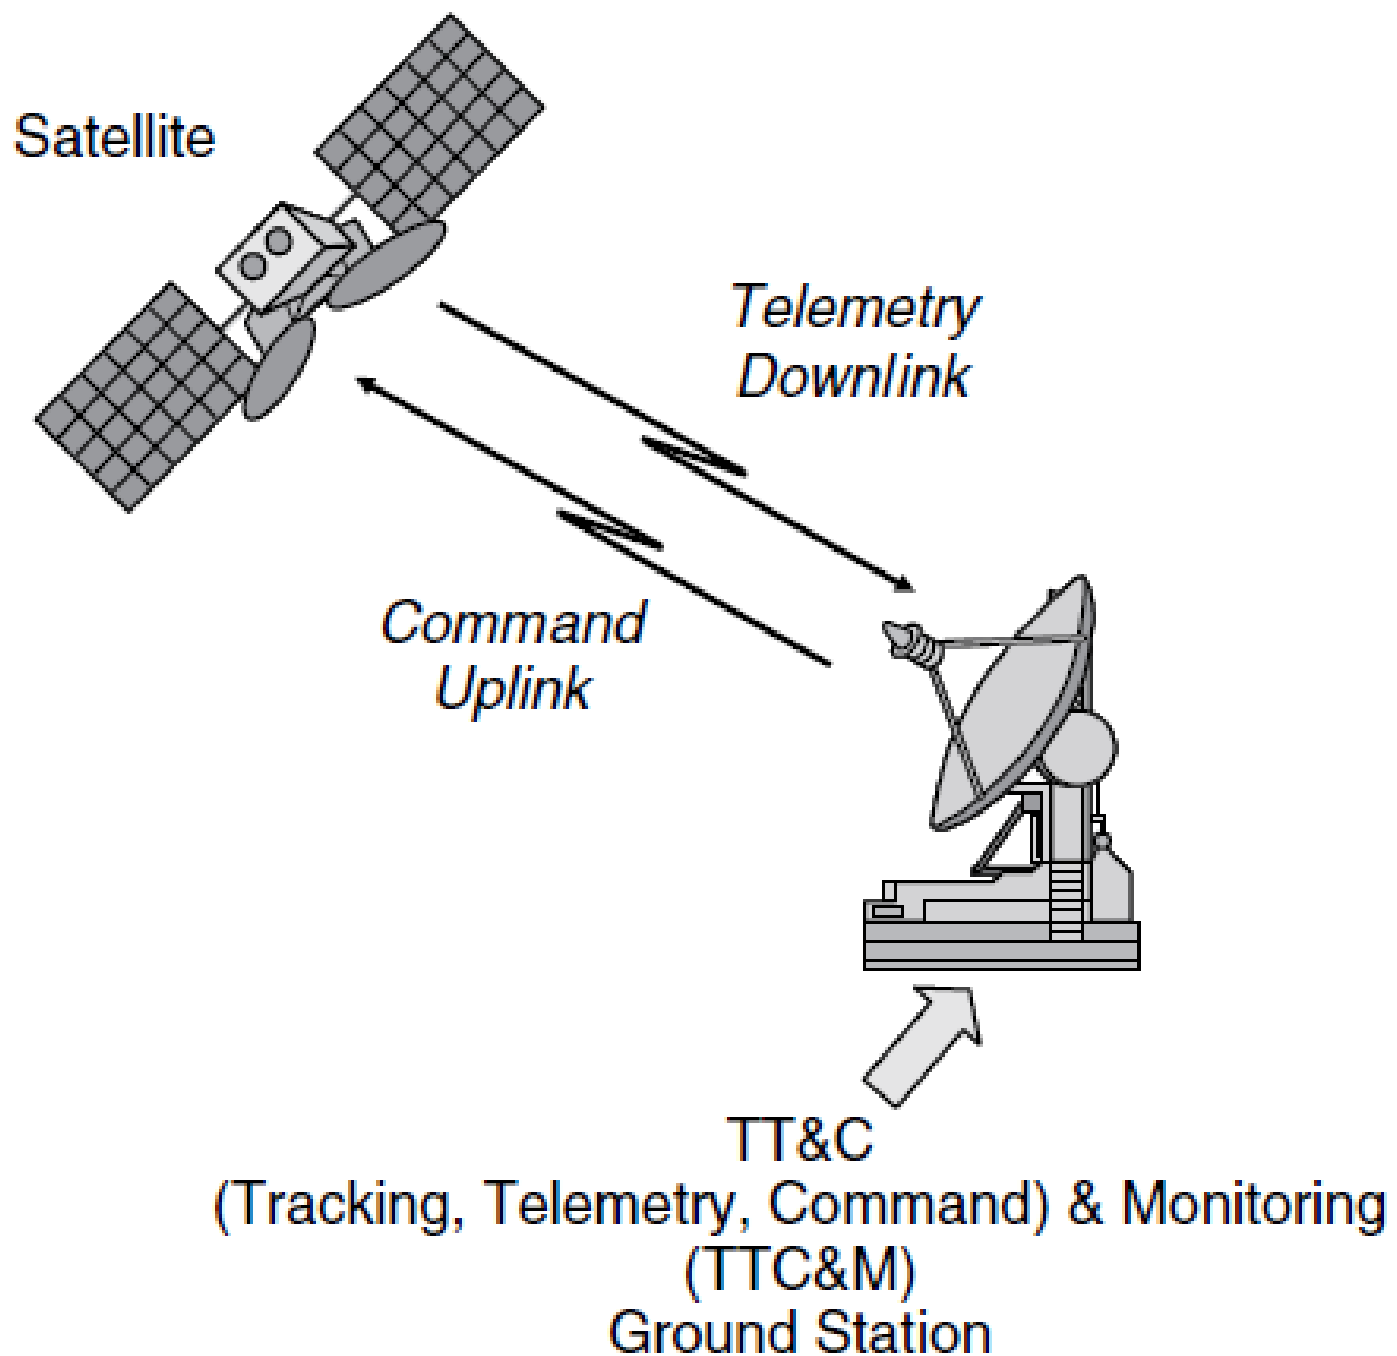 Satellite
Telemetry
Downlink
Command
Uplink
TT&C
(Tracking, Telemetry, Command) & Monitoring
(TTC&M)
Ground Station